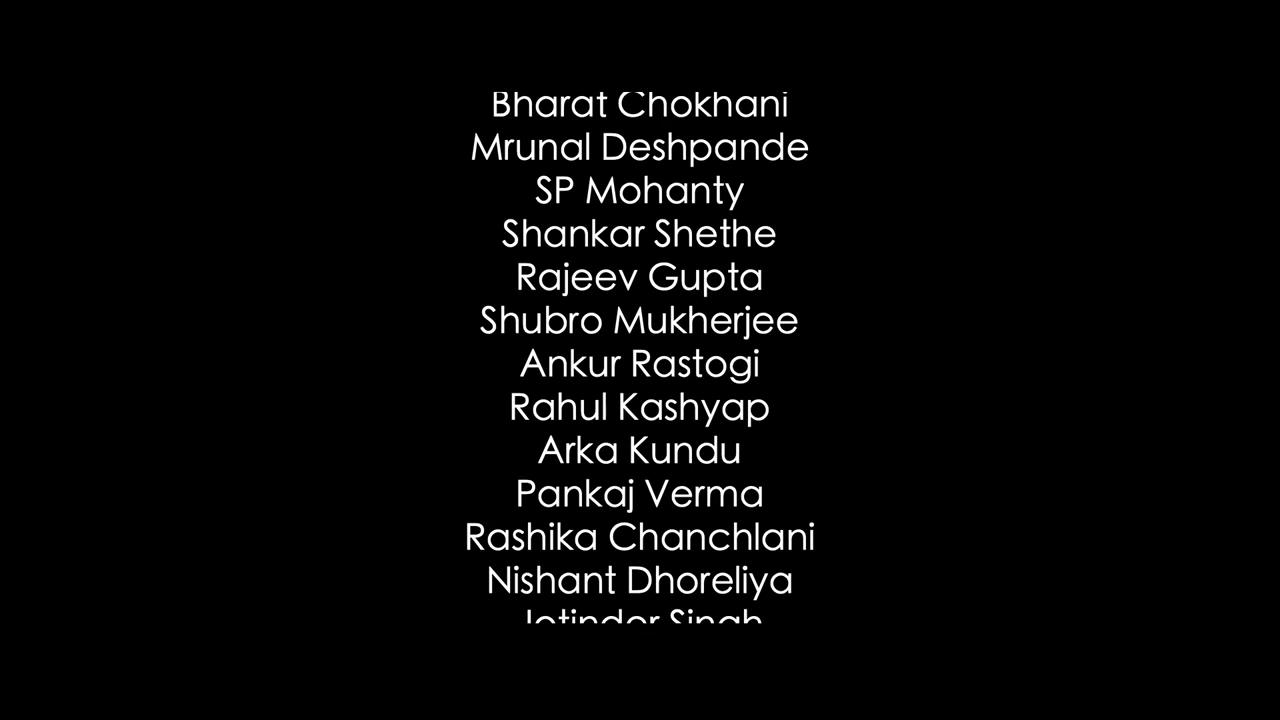 Bharat Chokhani
Mrunal Deshpande
SP Mohanty
Shankar Shethe
Rajeev Gupta
Shubro Mukherjee
Ankur Rastogi
Rahul Kashyap
Arka Kundu
Pankaj Verma
Rashika Chanchlani
Nishant Dhoreliya
Singh